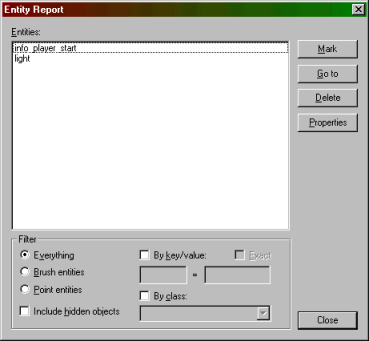 Entity Report
Entities:
info_player_start
light
Mark
Go to
Delete
Properties
Filter
Everything
Brush entities
Point entities
Include hidden objects
By key/value:
Exact
=
By class:
Close